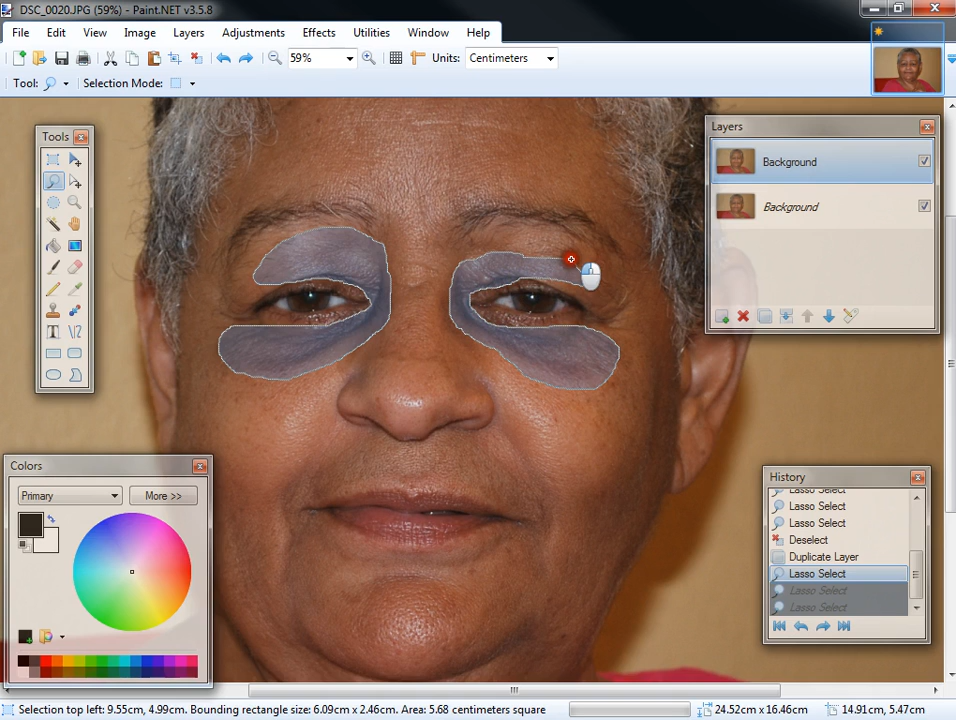 DSC_0020.JPG (59%) - Paint.NET v3.5.8
File Edit View Image Layers Adjustments Effects Utilities Window Help
59% Units: Centimeters
Tool: Selection Mode:
Tools
Layers
Background
Background
Colors
Primary More >>
History
Lasso Select
Lasso Select
Lasso Select
Deselect
Duplicate Layer
Lasso Select
Lasso Select
Lasso Select
Selection top left: 9.55cm, 4.99cm. Bounding rectangle size: 6.09cm x 2.46cm. Area: 5.68 centimeters square 24.52cm x 16.46cm 14.91cm, 5.47cm